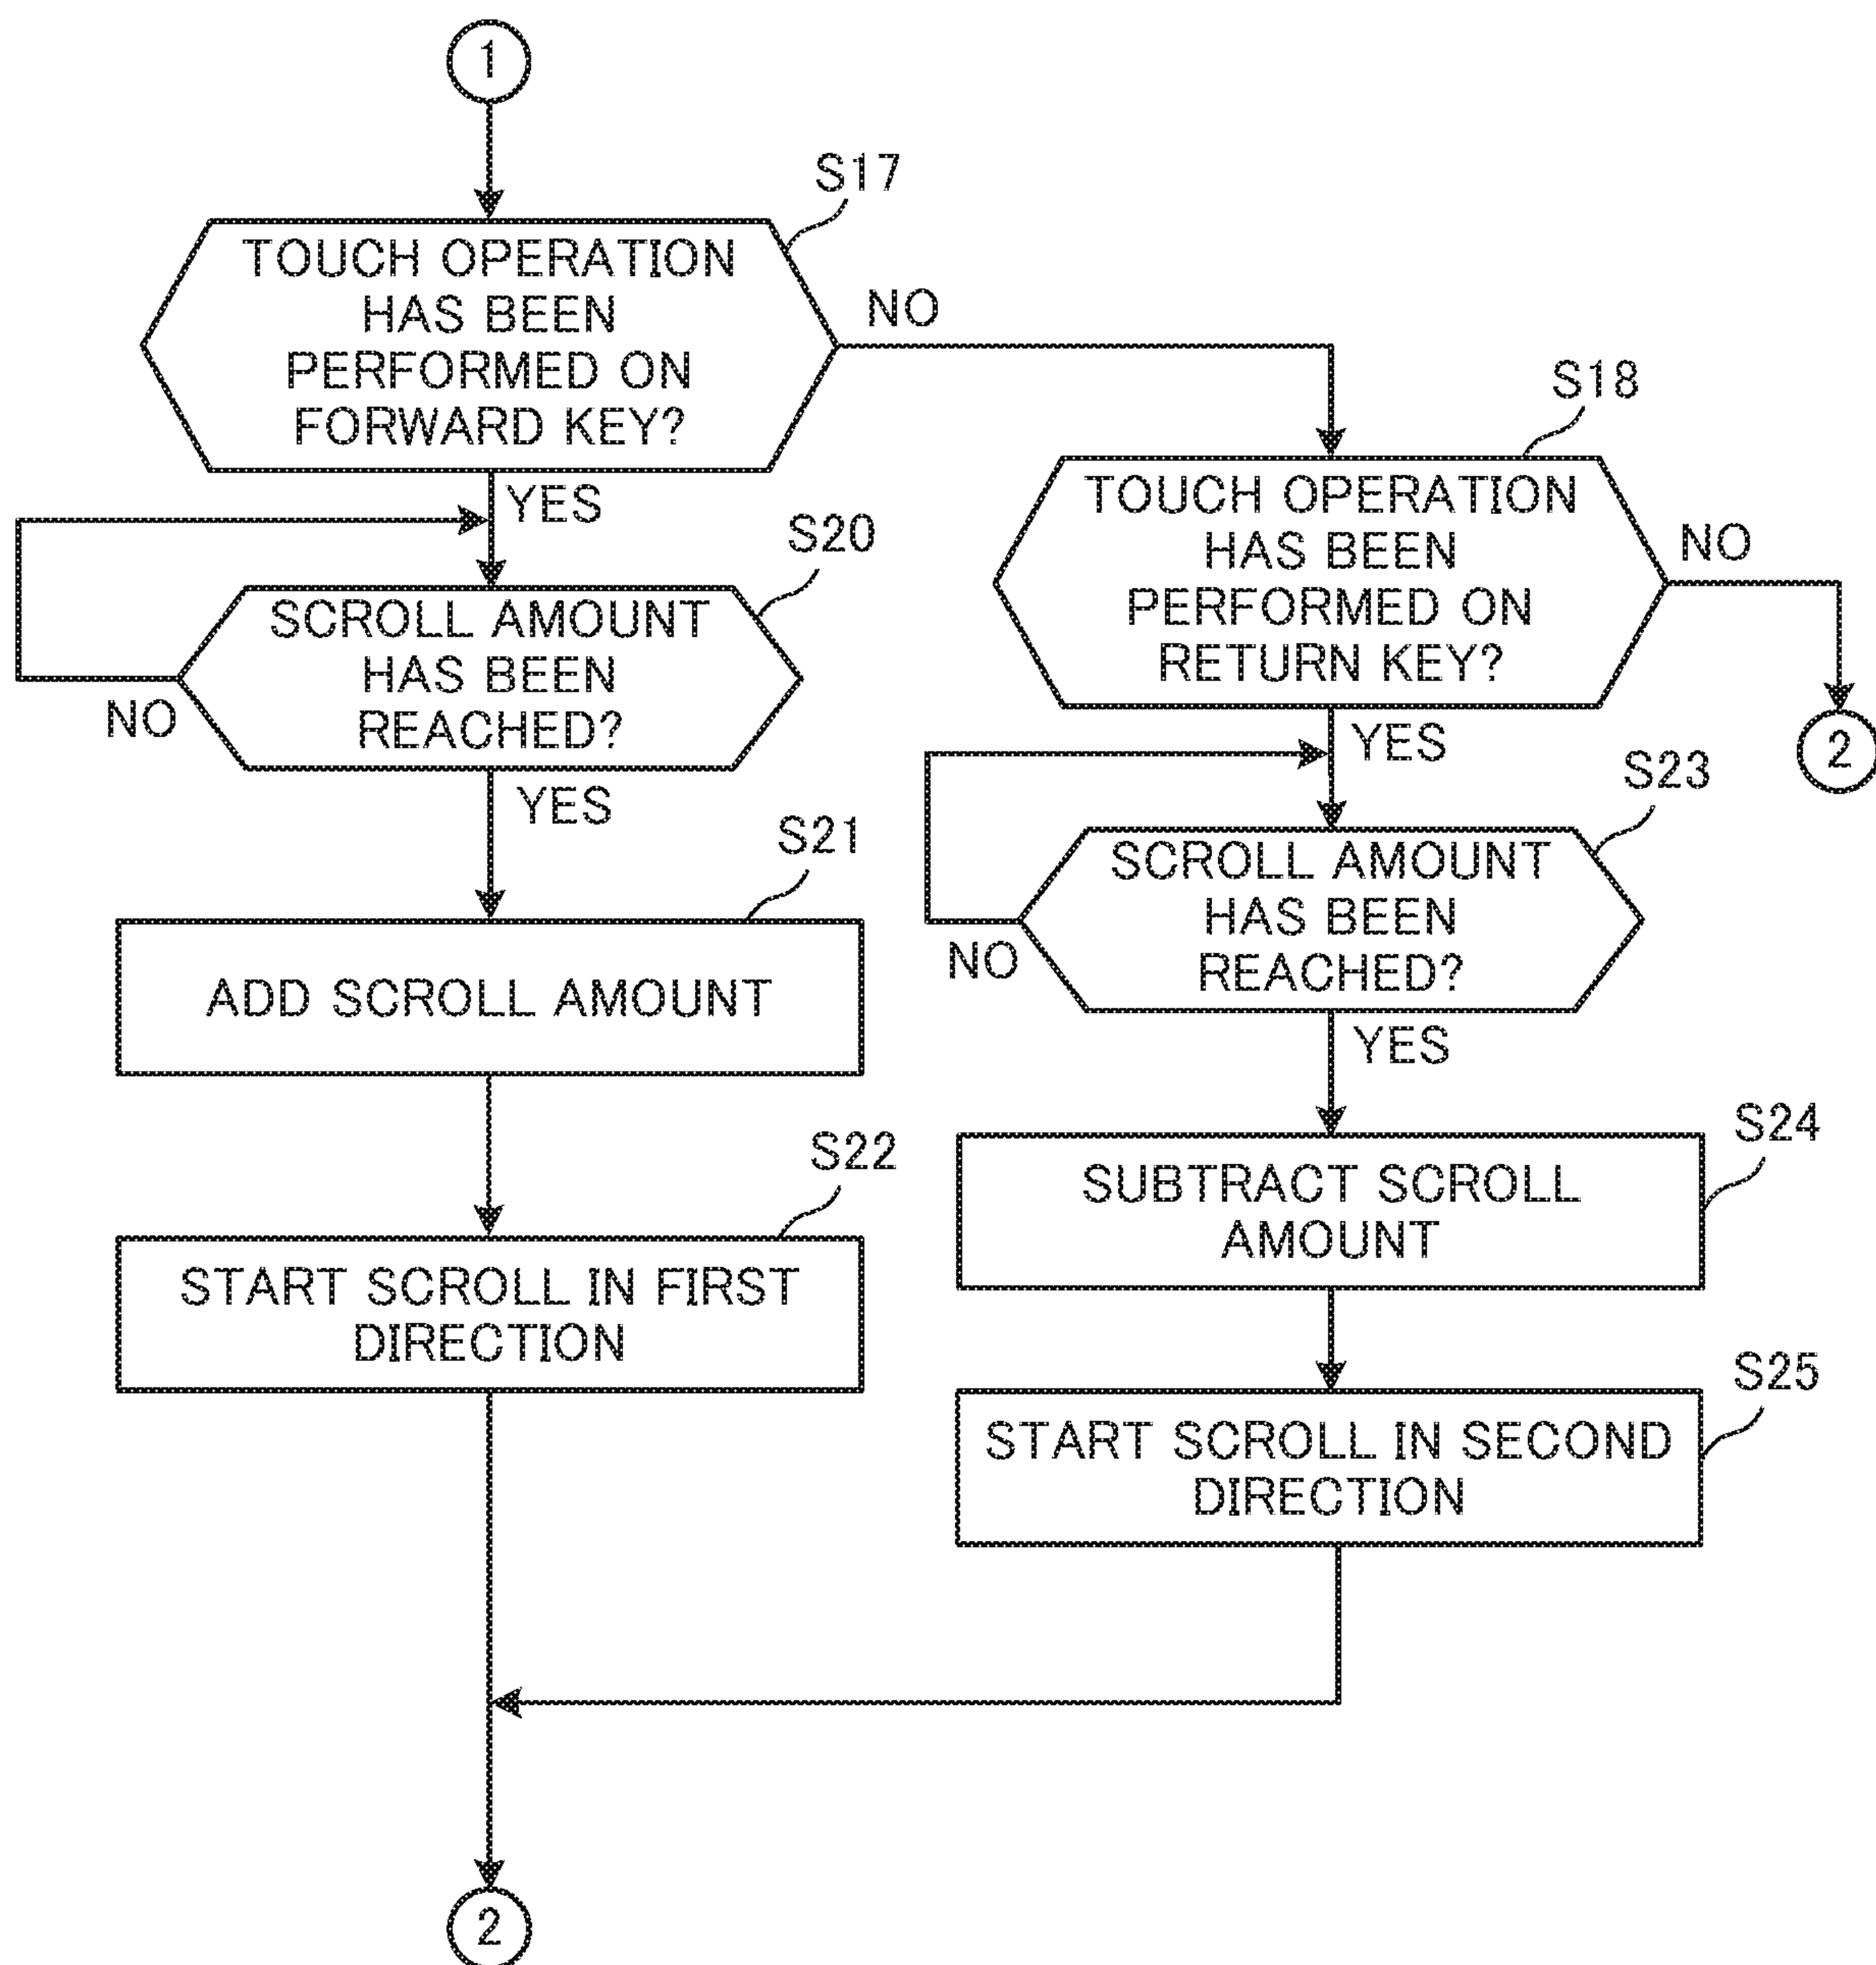 1
S17
TOUCH OPERATION
HAS BEEN
PERFORMED ON
FORWARD KEY?
NO
YES
S18
TOUCH OPERATION
HAS BEEN
PERFORMED ON
RETURN KEY?
NO
2
YES
S20
SCROLL AMOUNT
HAS BEEN
REACHED?
NO
YES
S21
ADD SCROLL AMOUNT
S22
START SCROLL IN FIRST
DIRECTION
S23
SCROLL AMOUNT
HAS BEEN
REACHED?
NO
YES
S24
SUBTRACT SCROLL
AMOUNT
S25
START SCROLL IN SECOND
DIRECTION
2